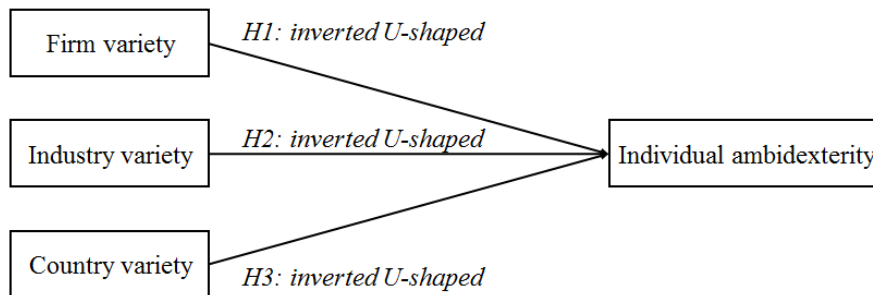 Firm variety
H1: inverted U-shaped
Industry variety
H2: inverted U-shaped
Individual ambidexterity
Country variety
H3: inverted U-shaped